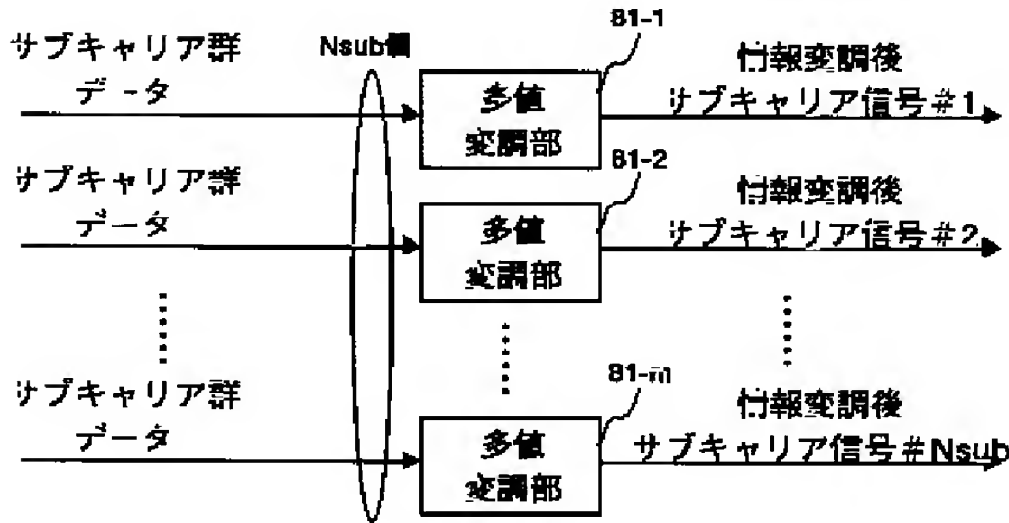 サブキャリア群
データ
Nsub個
81-1
多値
変調部
情報変調後
サブキャリア信号#1
サブキャリア群
データ
81-2
多値
変調部
情報変調後
サブキャリア信号#2
サブキャリア群
データ
81-m
多値
変調部
情報変調後
サブキャリア信号#Nsub